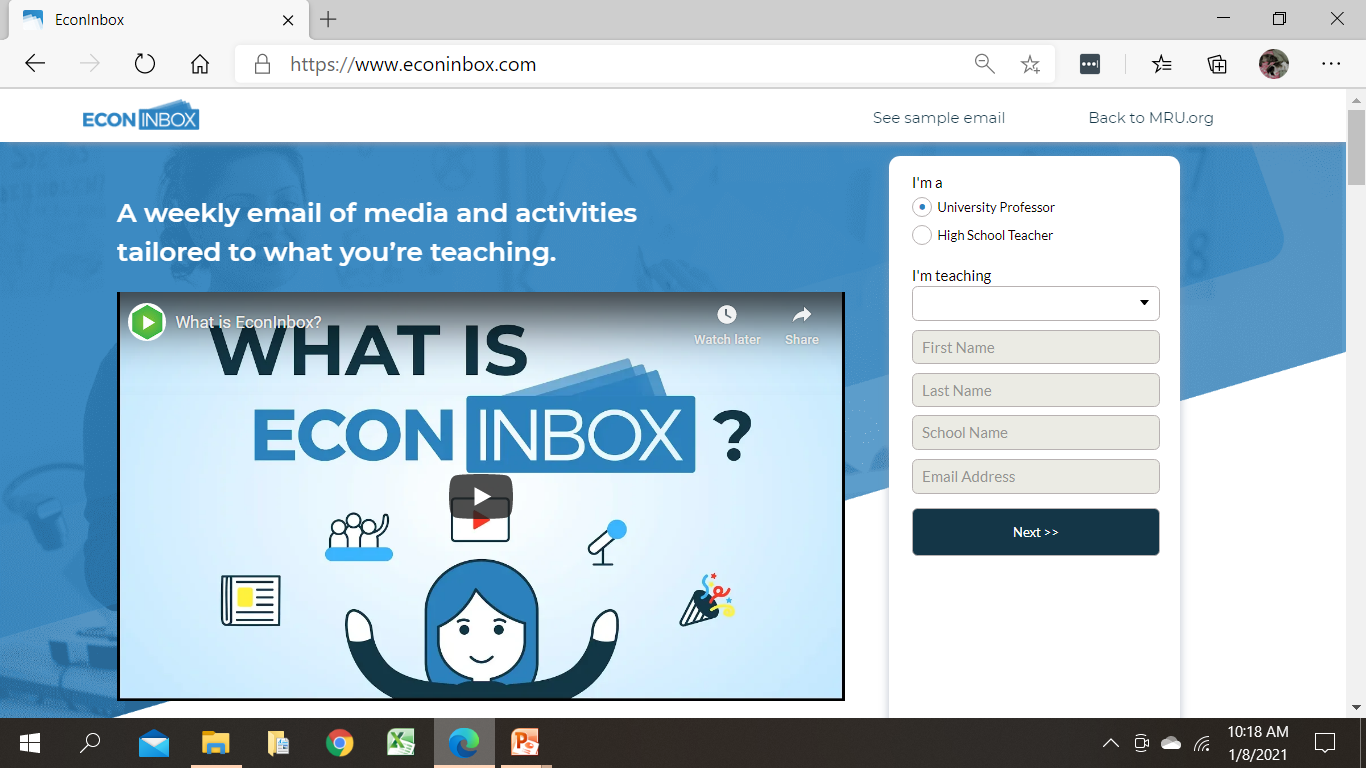 EconInbox
https://www.econinbox.com
ECON INBOX
See sample email
Back to MRU.org
A weekly email of media and activities
tailored to what you’re teaching.
What is EconInbox?
Watch later
Share
WHAT IS
ECON INBOX ?
I'm a
University Professor
High School Teacher
I'm teaching
First Name
Last Name
School Name
Email Address
Next >>
10:18 AM
1/8/2021